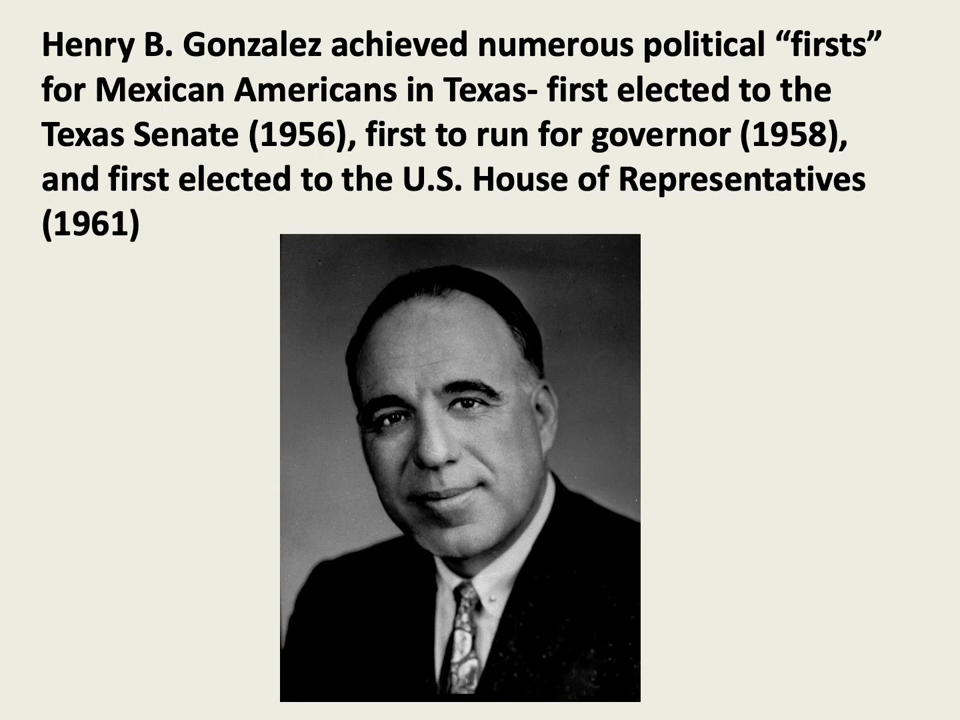 Henry B. Gonzalez achieved numerous political “firsts”
for Mexican Americans in Texas- first elected to the
Texas Senate (1956), first to run for governor (1958),
and first elected to the U.S. House of Representatives
(1961)